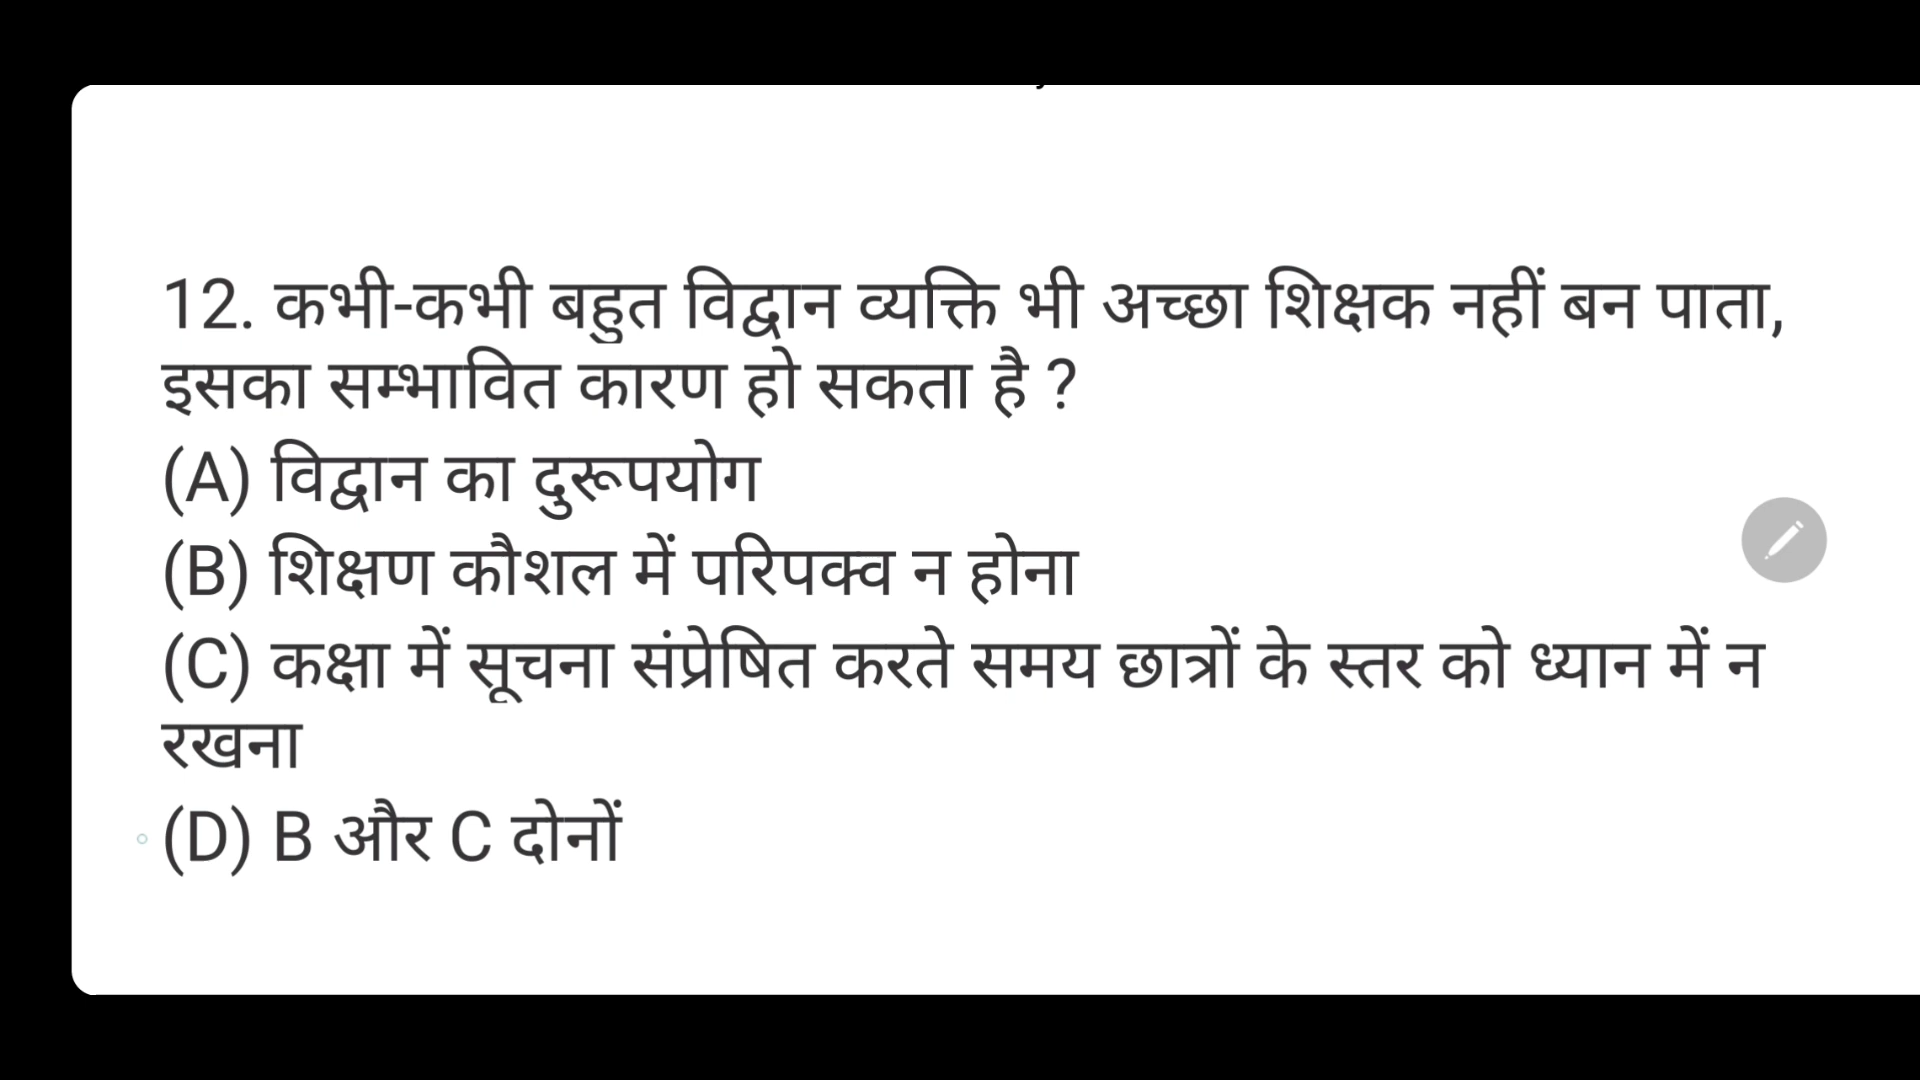 12. कभी-कभी बहुत विद्वान व्यक्ति भी अच्छा शिक्षक नहीं बन पाता,
इसका सम्भावित कारण हो सकता है ?
(A) विद्वान का दुरूपयोग
(B) शिक्षण कौशल में परिपक्व न होना
(C) कक्षा में सूचना संप्रेषित करते समय छात्रों के स्तर को ध्यान में न
रखना
(D) B और C दोनों